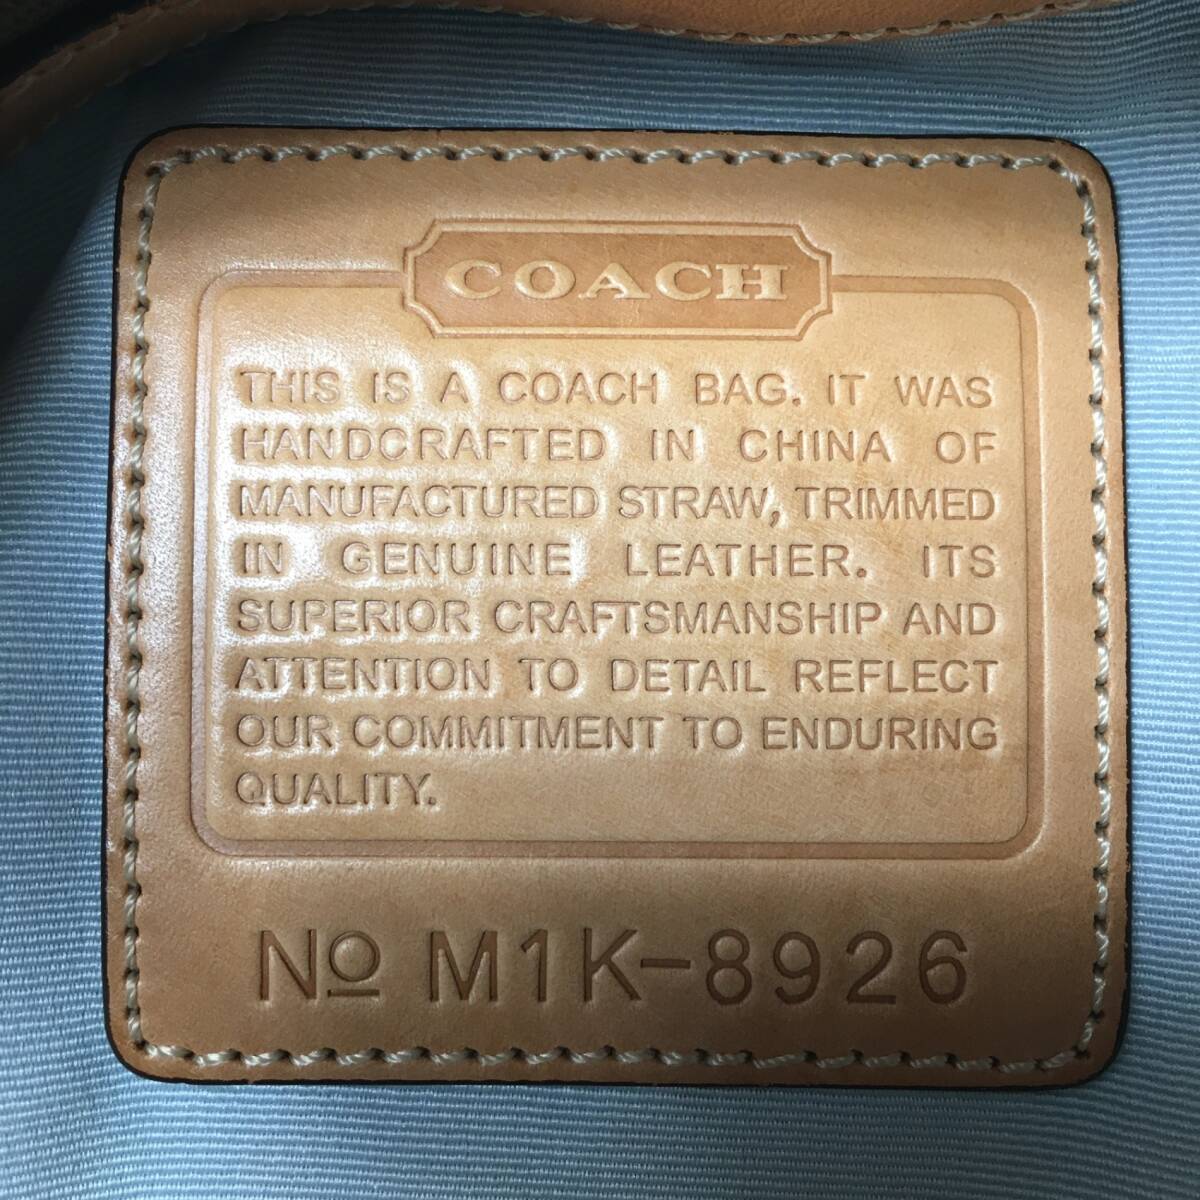 COACH
THIS IS A COACH BAG. IT WAS
HANDCRAFTED IN CHINA OF
MANUFACTURED STRAW, TRIMMED
IN GENUINE LEATHER. ITS
SUPERIOR CRAFTSMANSHIP AND
ATTENTION TO DETAIL REFLECT
OUR COMMITMENT TO ENDURING
QUALITY.
Nº M1K-8926